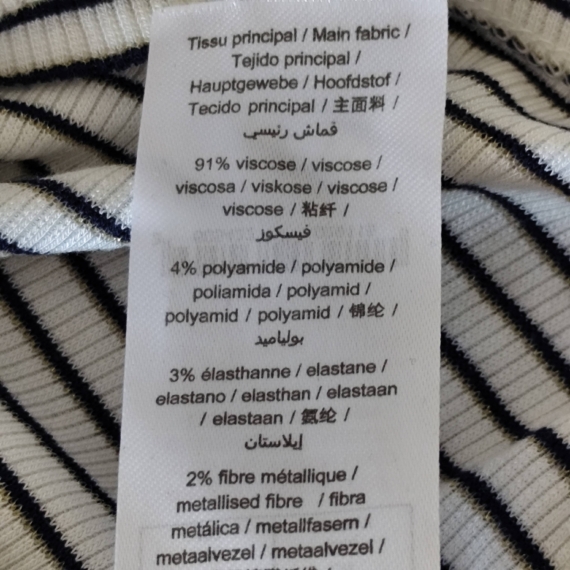 Tissu principal / Main fabric /
Tejido principal /
Hauptgewebe / Hoofdstof /
Tecido principal / 主面料 /
قماش رئيسي
91% viscose / viscose /
viscosa / viskose / viscose /
viscose / 粘纤 /
فيسكوز
4% polyamide / polyamide /
poliamida / polyamid /
polyamid / polyamid / 锦纶 /
بولياميد
3% élasthanne / elastane /
elastano / elasthan / elastaan
/ elastaan / 氨纶 /
إيلاستان
2% fibre métallique /
metallised fibre / fibra
metálica / metallfasern /
metaalvezel / metaalvezel /